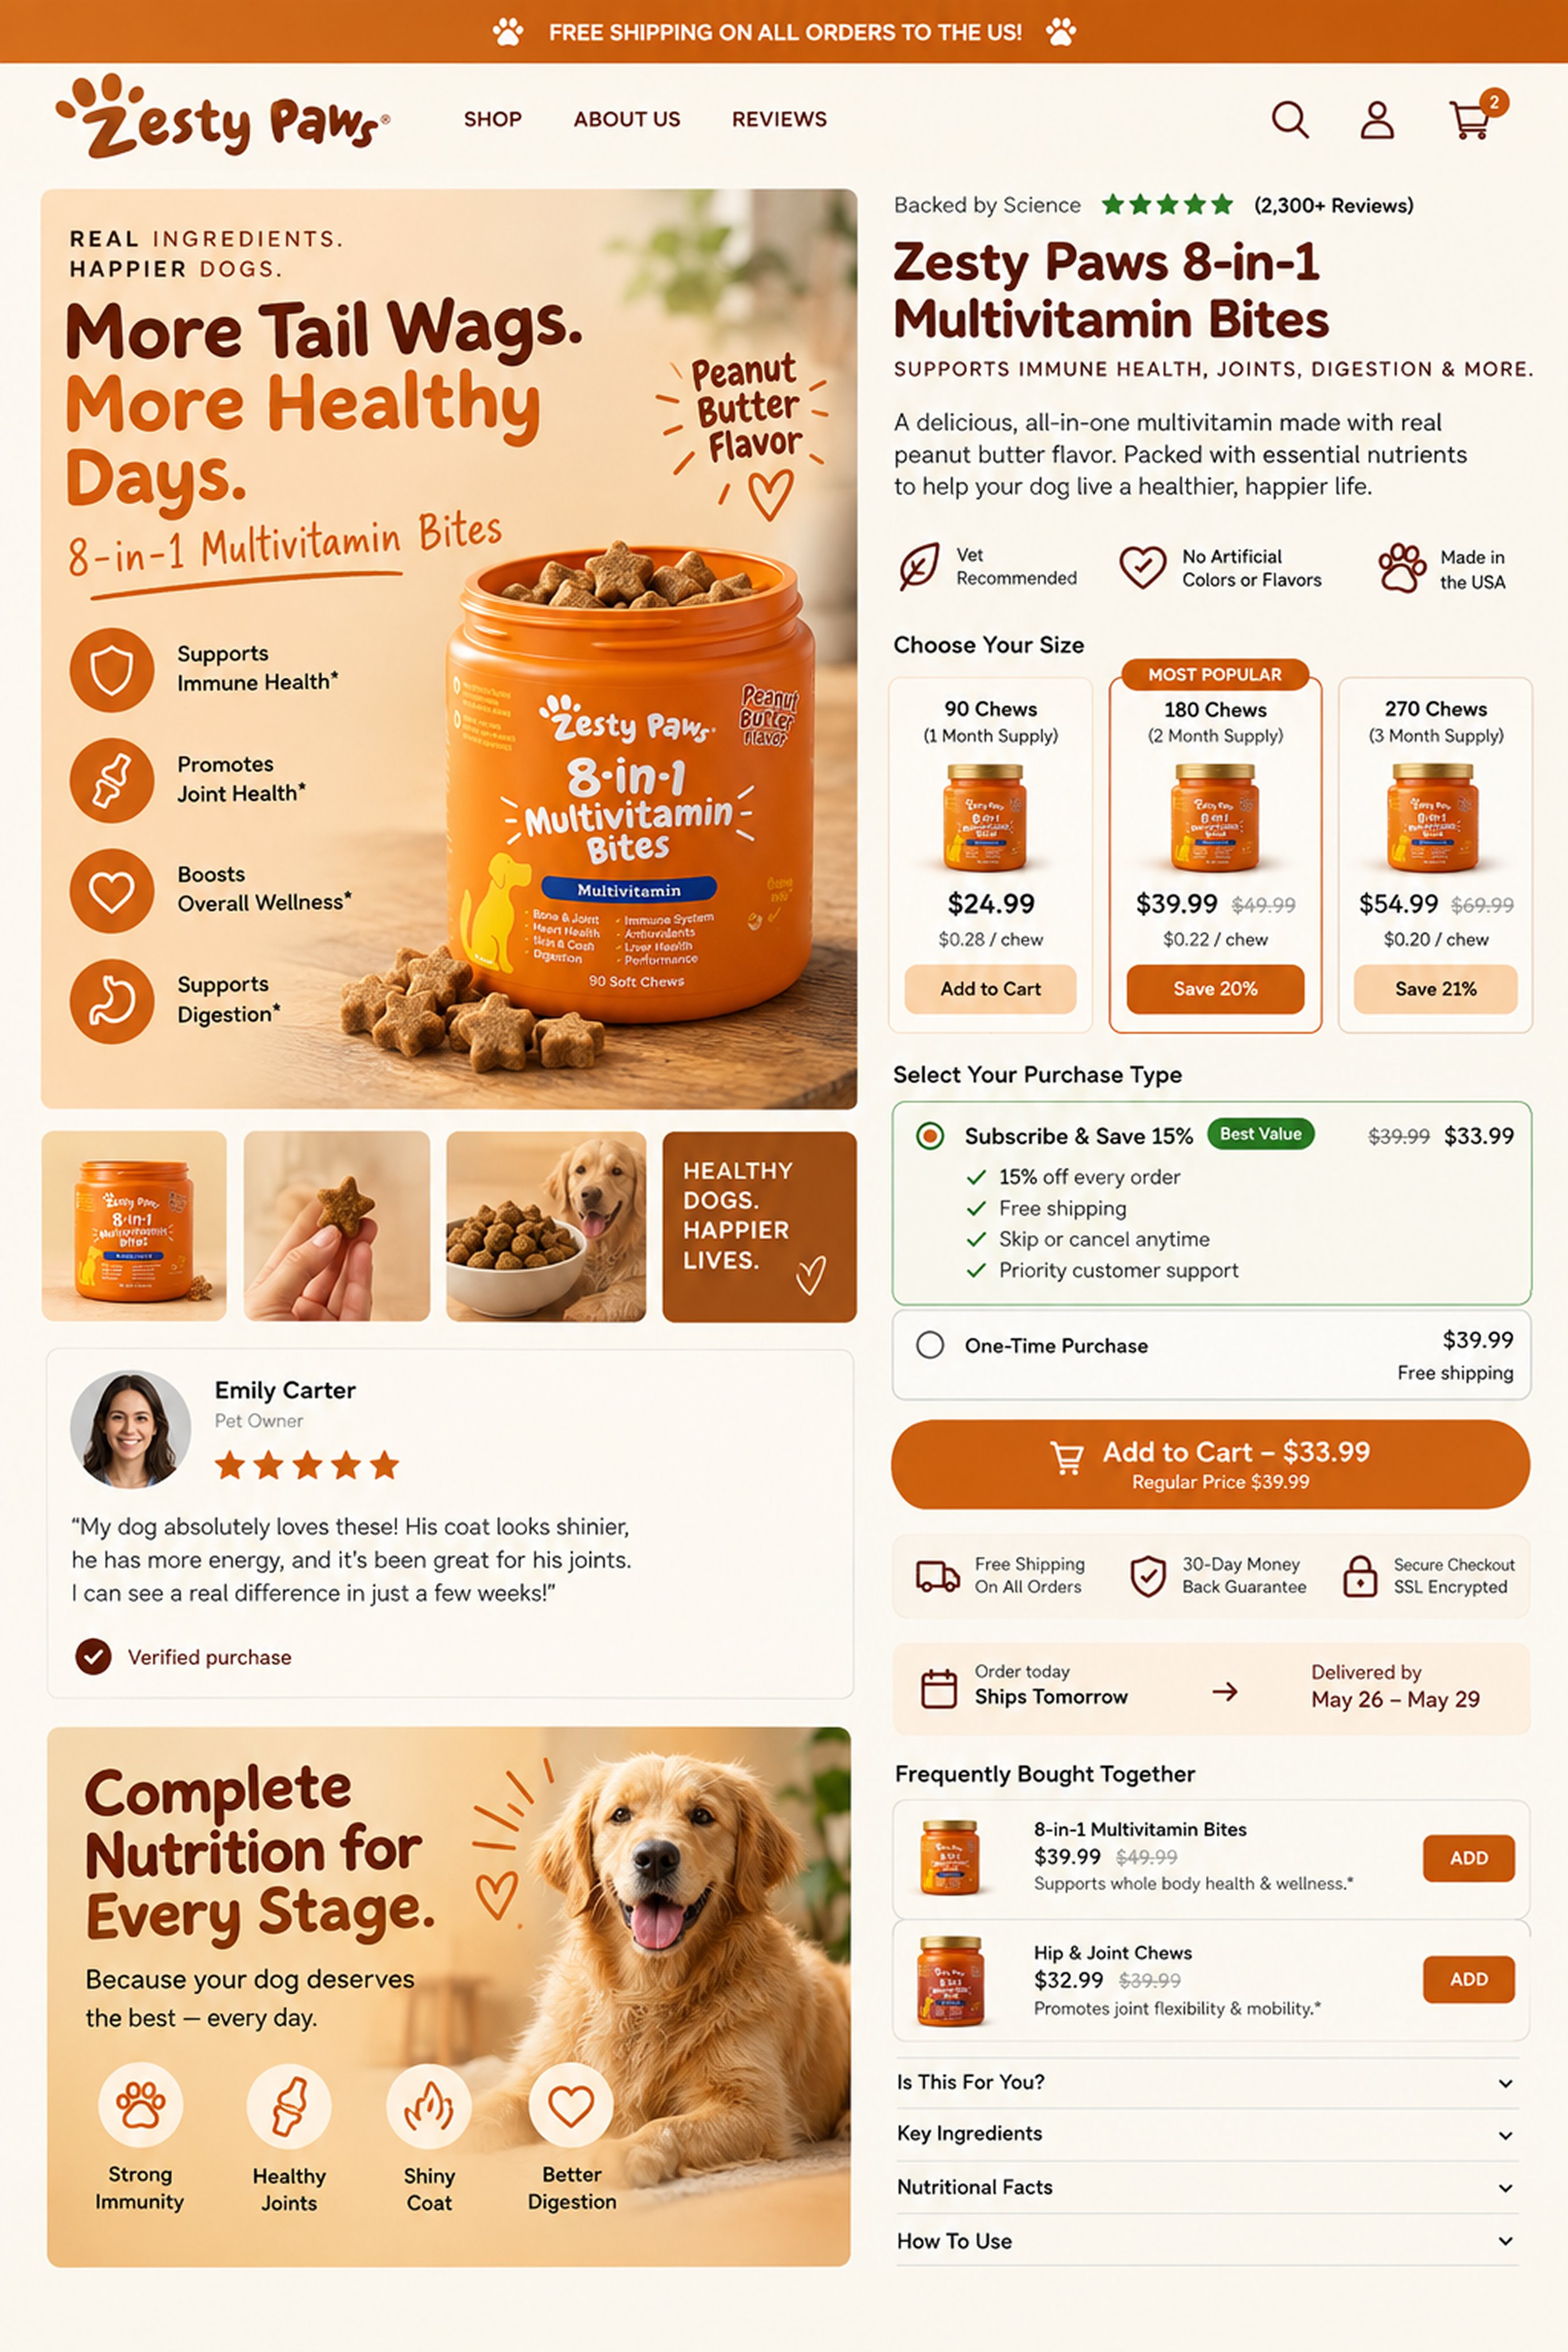 FREE SHIPPING ON ALL ORDERS TO THE US!
Zesty Paws®
SHOP
ABOUT US
REVIEWS
2
REAL INGREDIENTS.
HAPPIER DOGS.
More Tail Wags.
More Healthy
Days.
8-in-1 Multivitamin Bites
Peanut
Butter
Flavor
Supports
Immune Health*
Promotes
Joint Health*
Boosts
Overall Wellness*
Supports
Digestion*
Zesty Paws
Peanut
Butter
Flavor
8-in-1
Multivitamin
Bites
Multivitamin
Bone & Joint
Heart Health
Skin & Coat
Digestion
Immune System
Antioxidants
Liver Health
Performance
90 Soft Chews
HEALTHY
DOGS.
HAPPIER
LIVES.
Emily Carter
Pet Owner
“My dog absolutely loves these! His coat looks shinier,
he has more energy, and it's been great for his joints.
I can see a real difference in just a few weeks!”
Verified purchase
Complete
Nutrition for
Every Stage.
Because your dog deserves
the best — every day.
Strong
Immunity
Healthy
Joints
Shiny
Coat
Better
Digestion
Backed by Science
(2,300+ Reviews)
Zesty Paws 8-in-1
Multivitamin Bites
SUPPORTS IMMUNE HEALTH, JOINTS, DIGESTION & MORE.
A delicious, all-in-one multivitamin made with real
peanut butter flavor. Packed with essential nutrients
to help your dog live a healthier, happier life.
Vet
Recommended
No Artificial
Colors or Flavors
Made in
the USA
Choose Your Size
90 Chews
(1 Month Supply)
$24.99
$0.28 / chew
Add to Cart
MOST POPULAR
180 Chews
(2 Month Supply)
$39.99 $49.99
$0.22 / chew
Save 20%
270 Chews
(3 Month Supply)
$54.99 $69.99
$0.20 / chew
Save 21%
Select Your Purchase Type
Subscribe & Save 15% Best Value $39.99 $33.99
15% off every order
Free shipping
Skip or cancel anytime
Priority customer support
One-Time Purchase
$39.99
Free shipping
Add to Cart – $33.99
Regular Price $39.99
Free Shipping
On All Orders
30-Day Money
Back Guarantee
Secure Checkout
SSL Encrypted
Order today
Ships Tomorrow
Delivered by
May 26 – May 29
Frequently Bought Together
8-in-1 Multivitamin Bites
$39.99 $49.99
Supports whole body health & wellness.*
ADD
Hip & Joint Chews
$32.99 $39.99
Promotes joint flexibility & mobility.*
ADD
Is This For You?
Key Ingredients
Nutritional Facts
How To Use